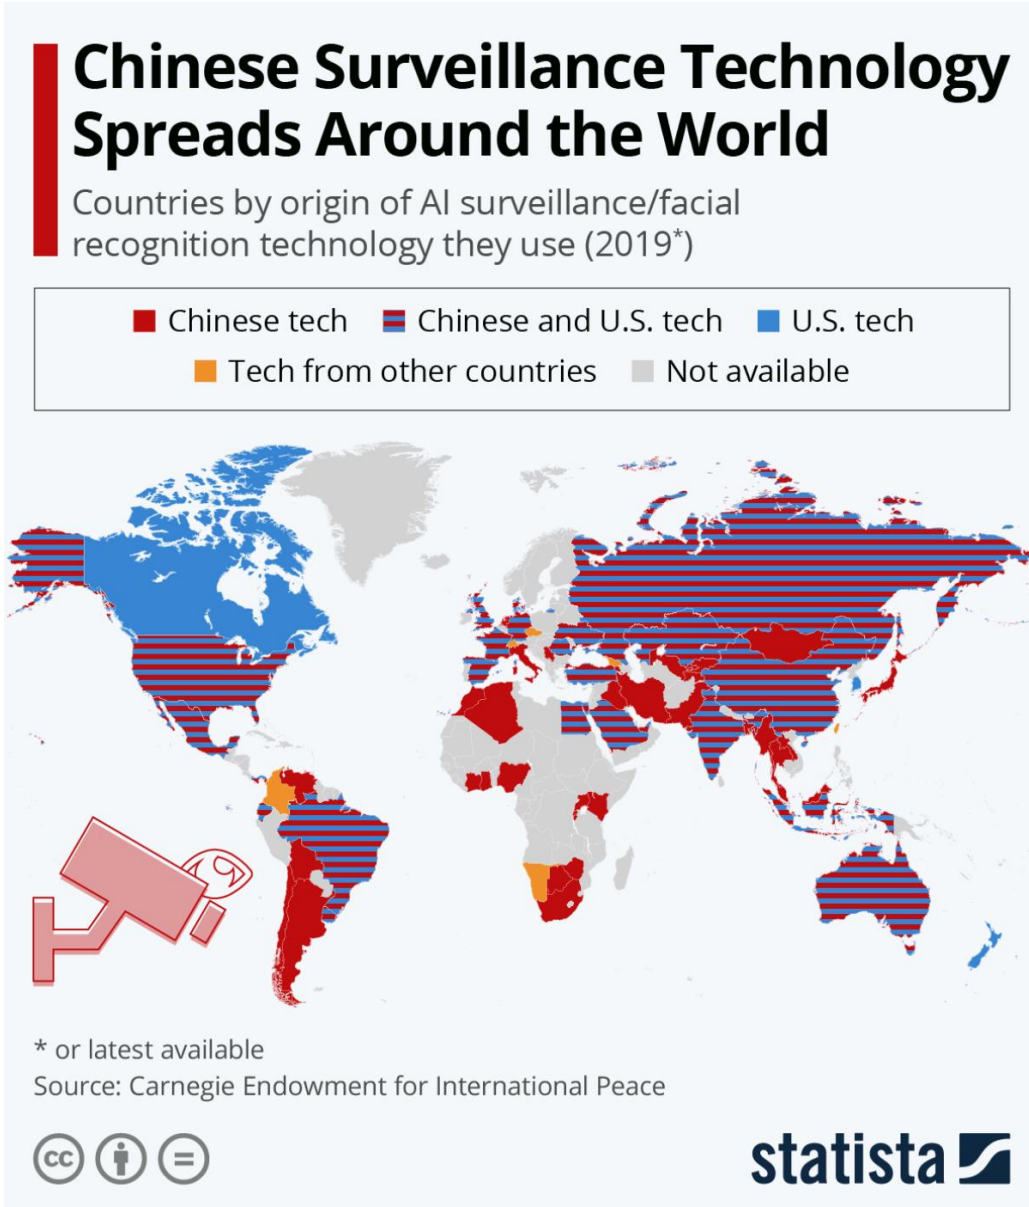 Chinese Surveillance Technology
Spreads Around the World
Countries by origin of AI surveillance/facial
recognition technology they use (2019*)
Chinese tech
Chinese and U.S. tech
U.S. tech
Tech from other countries
Not available
* or latest available
Source: Carnegie Endowment for International Peace
cc
statista